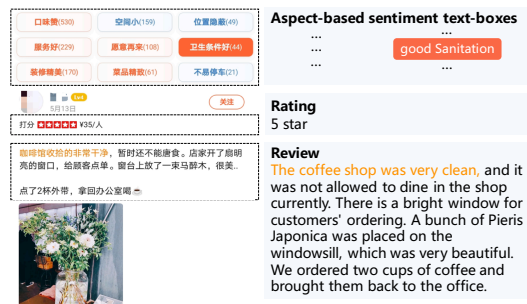 口味赞(530) 空间小(159) 位置隐蔽(49)
服务好(229) 愿意再来(108) 卫生条件好(44)
装修精美(170) 菜品精致(61) 不易停车(21)
5月13日
关注
打分 ¥35/人
咖啡馆收拾的非常干净，暂时还不能唐食。店家开了扇明
亮的窗口，给顾客点单。窗台上放了一束马醉木，很美..
点了2杯外带，拿回办公室喝☕
Aspect-based sentiment text-boxes
... ...
... good Sanitation
... ...
Rating
5 star
Review
The coffee shop was very clean, and it
was not allowed to dine in the shop
currently. There is a bright window for
customers' ordering. A bunch of Pieris
Japonica was placed on the
windowsill, which was very beautiful.
We ordered two cups of coffee and
brought them back to the office.